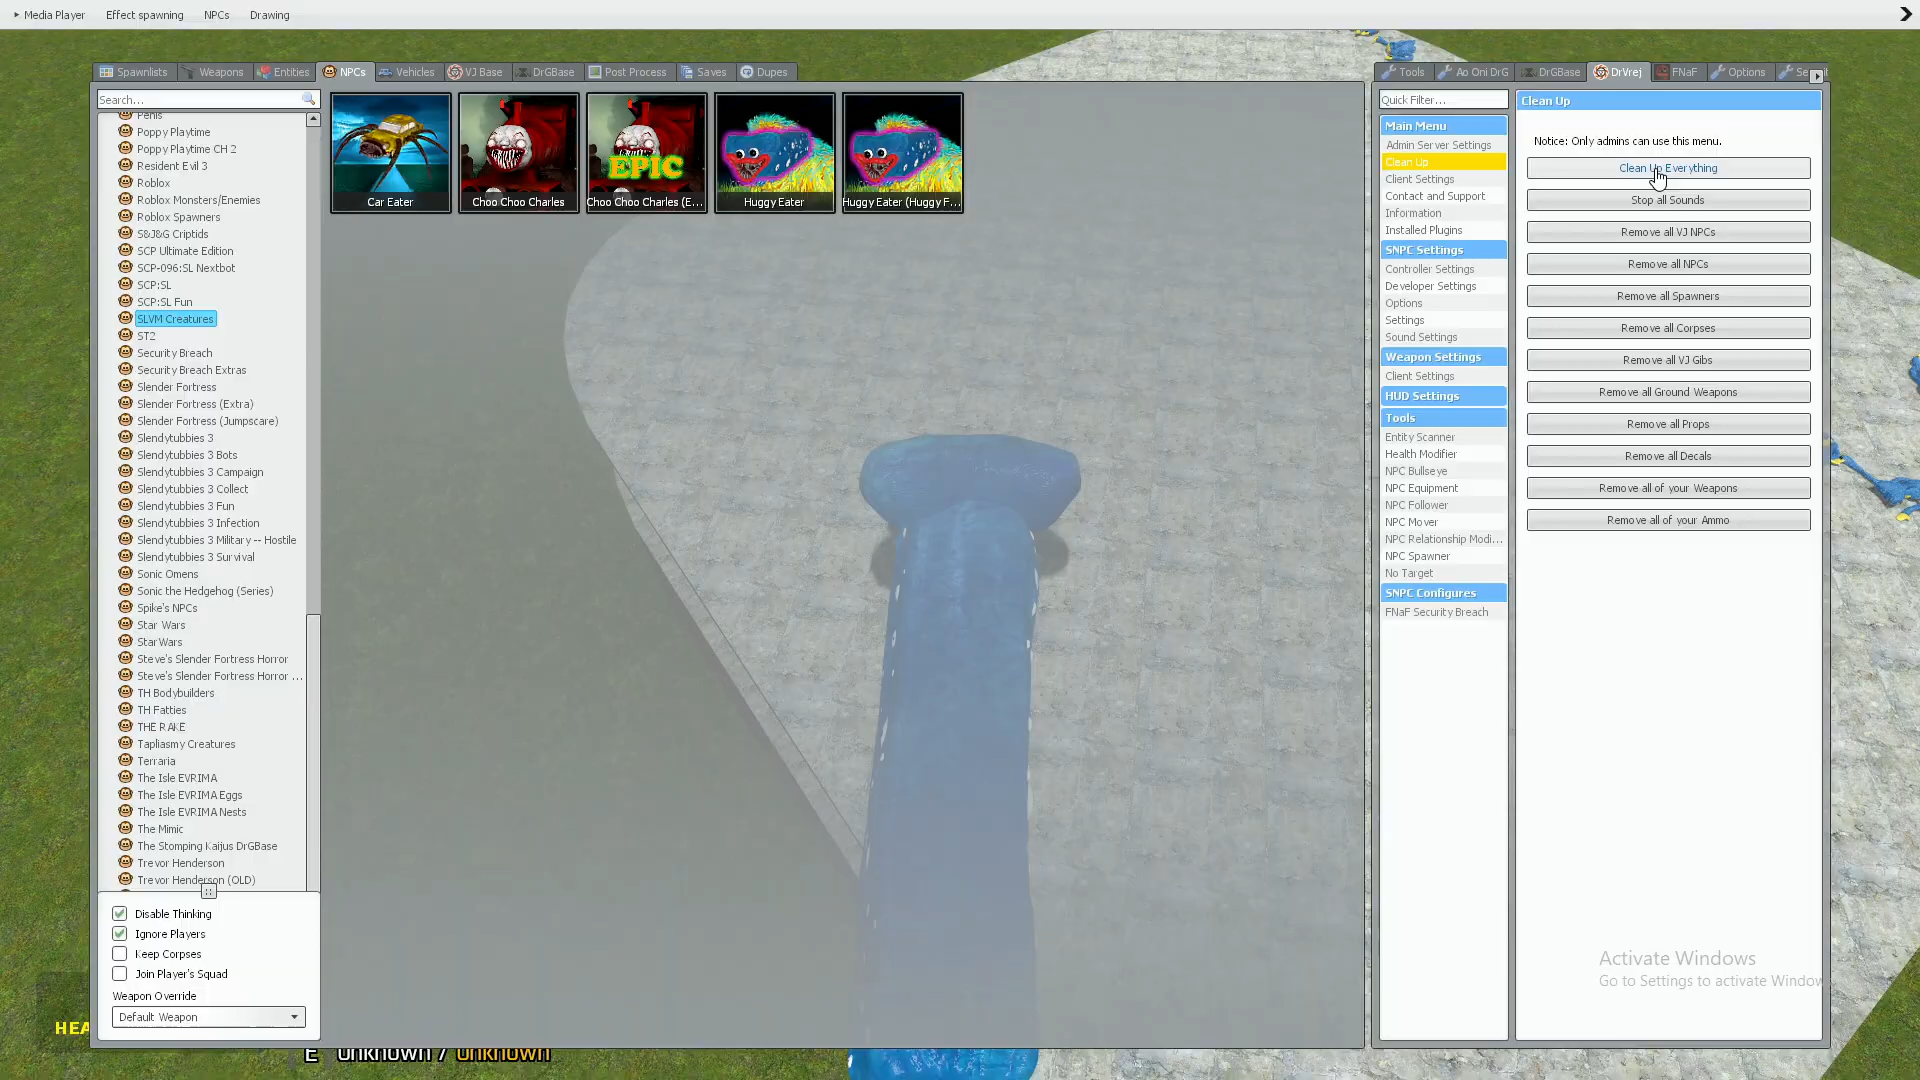 Media Player
Effect spawning
NPCs
Drawing
Spawnlists
Weapons
Entities
NPCs
Vehicles
VJ Base
DrGBase
Post Process
Saves
Dupes
Tools
Ao Oni DrG
DrGBase
DrVrej
FNaF
Options
Search...
Penis
Poppy Playtime
Poppy Playtime CH 2
Resident Evil 3
Roblox
Roblox Monsters/Enemies
Roblox Spawners
S&J&G Criptids
SCP Ultimate Edition
SCP-096:SL Nextbot
SCP:SL
SCP:SL Fun
SLVM Creatures
ST2
Security Breach
Security Breach Extras
Slender Fortress
Slender Fortress (Extra)
Slender Fortress (Jumpscare)
Slendytubbies 3
Slendytubbies 3 Bots
Slendytubbies 3 Campaign
Slendytubbies 3 Collect
Slendytubbies 3 Fun
Slendytubbies 3 Infection
Slendytubbies 3 Military -- Hostile
Slendytubbies 3 Survival
Sonic Omens
Sonic the Hedgehog (Series)
Spike's NPCs
Star Wars
StarWars
Steve's Slender Fortress Horror
Steve's Slender Fortress Horror ...
TH Bodybuilders
TH Fatties
THE RAKE
Tapliasmy Creatures
Terraria
The Isle EVRIMA
The Isle EVRIMA Eggs
The Isle EVRIMA Nests
The Mimic
The Stomping Kaijus DrGBase
Trevor Henderson
Trevor Henderson (OLD)
Disable Thinking
Ignore Players
Keep Corpses
Join Player's Squad
Weapon Override
Default Weapon
Car Eater
Choo Choo Charles
EPIC
Choo Choo Charles (E...
Huggy Eater
Huggy Eater (Huggy F...
Quick Filter...
Main Menu
Admin Server Settings
Clean Up
Client Settings
Contact and Support
Information
Installed Plugins
SNPC Settings
Controller Settings
Developer Settings
Options
Settings
Sound Settings
Weapon Settings
Client Settings
HUD Settings
Tools
Entity Scanner
Health Modifier
NPC Bullseye
NPC Equipment
NPC Follower
NPC Mover
NPC Relationship Modi...
NPC Spawner
No Target
SNPC Configures
FNaF Security Breach
Clean Up
Notice: Only admins can use this menu.
Clean Up Everything
Stop all Sounds
Remove all VJ NPCs
Remove all NPCs
Remove all Spawners
Remove all Corpses
Remove all VJ Gibs
Remove all Ground Weapons
Remove all Props
Remove all Decals
Remove all of your Weapons
Remove all of your Ammo
Activate Windows
Go to Settings to activate Windows
HEA
E unknown / unknown